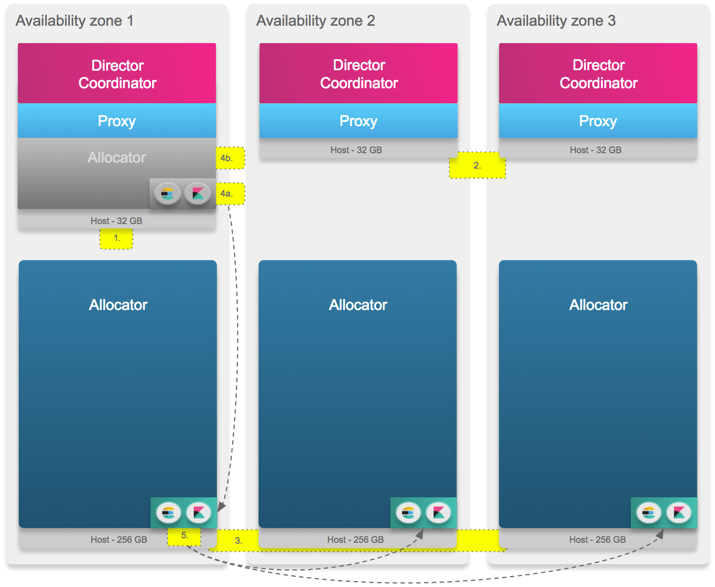 Availability zone 1
Availability zone 2
Availability zone 3
Director
Coordinator
Director
Coordinator
Director
Coordinator
Proxy
Proxy
Proxy
Allocator
4b.
Host - 32 GB
Host - 32 GB
2.
4a.
Host - 32 GB
1.
Allocator
Allocator
Allocator
5.
Host - 256 GB
3.
Host - 256 GB
Host - 256 GB